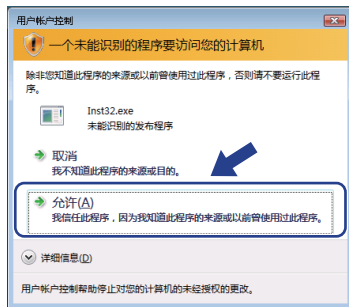 用户帐户控制
一个未能识别的程序要访问您的计算机
除非您知道此程序的来源或以前曾使用过此程序，否则请不要运行此程
序。
Inst32.exe
未能识别的发布程序
取消
我不知道此程序的来源或目的。
允许(A)
我信任此程序，因为我知道此程序的来源或以前曾使用过此程序。
详细信息(D)
用户帐户控制帮助停止对您的计算机的未经授权的更改。